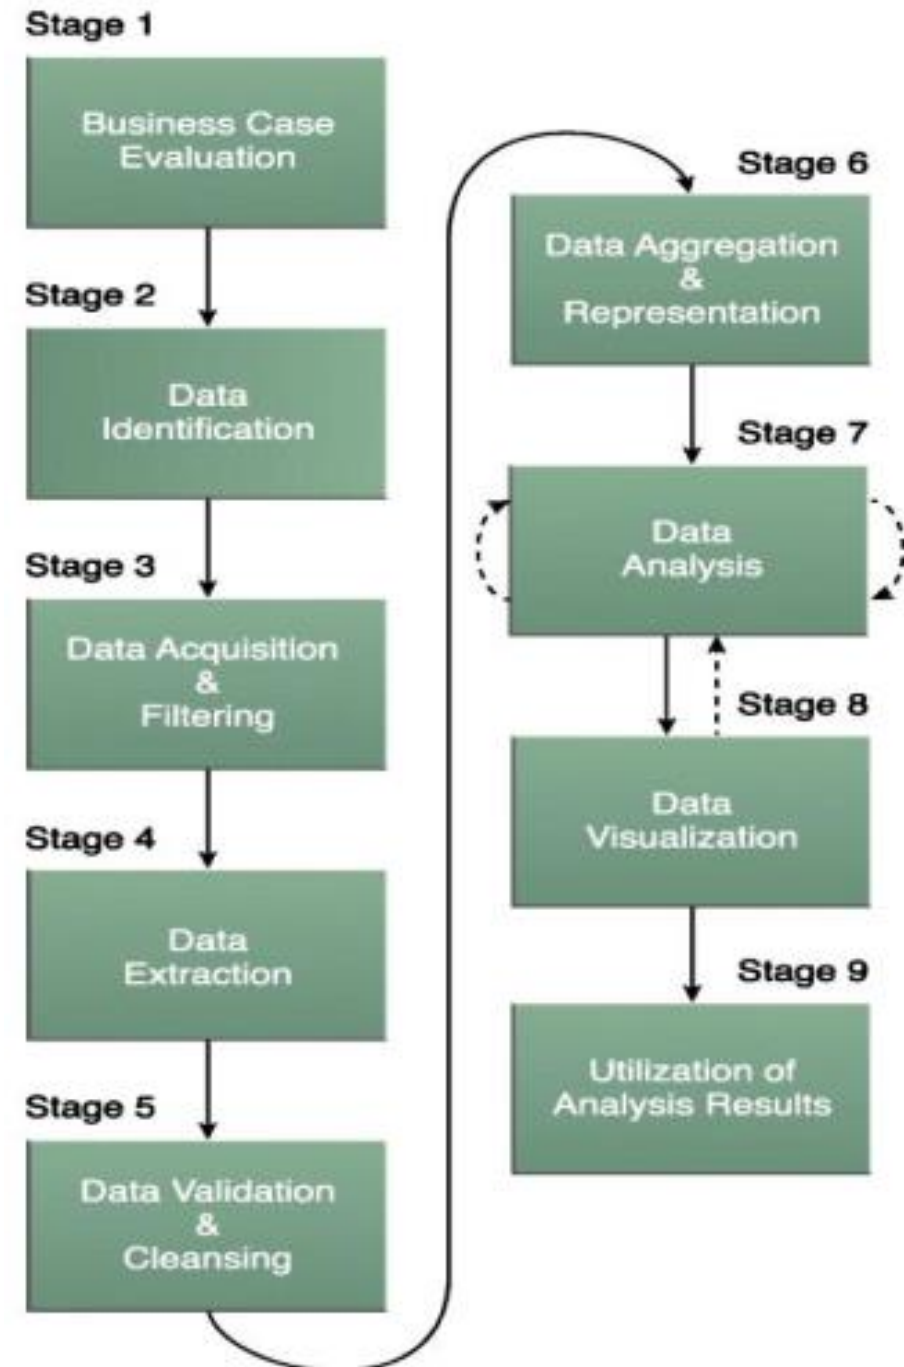 Stage 1
Business Case
Evaluation
Stage 2
Data
Identification
Stage 3
Data Acquisition
&
Filtering
Stage 4
Data
Extraction
Stage 5
Data Validation
&
Cleansing
Stage 6
Data Aggregation
&
Representation
Stage 7
Data
Analysis
Stage 8
Data
Visualization
Stage 9
Utilization of
Analysis Results